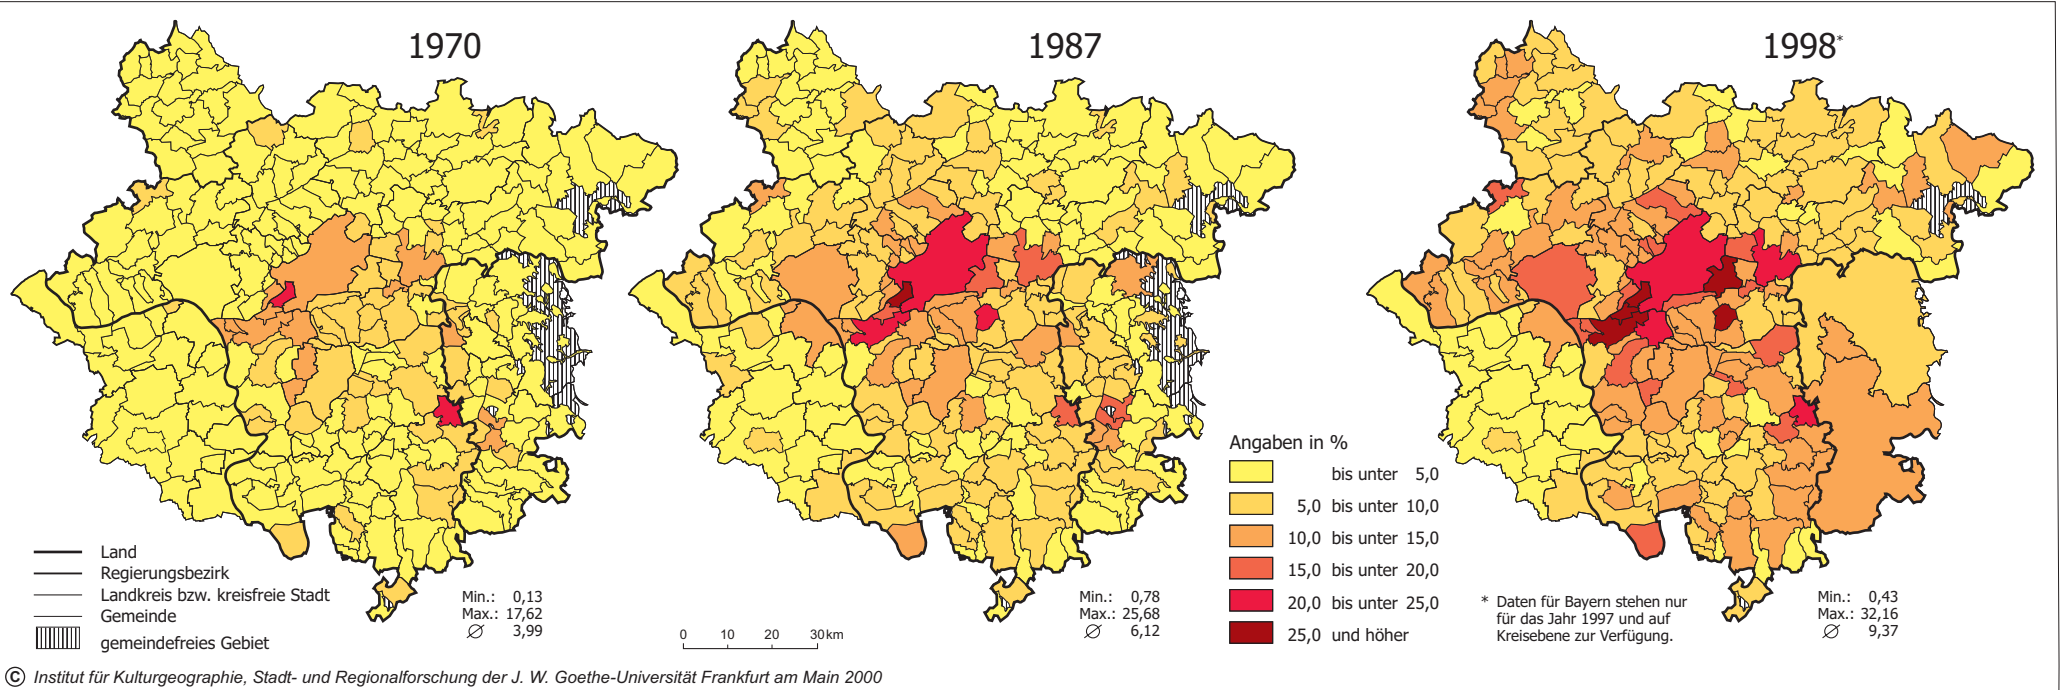 1970
1987
1998*
Land
Regierungsbezirk
Landkreis bzw. kreisfreie Stadt
Gemeinde
gemeindefreies Gebiet
Min.: 0,13
Max.: 17,62
∅ 3,99
0 10 20 30 km
Min.: 0,78
Max.: 25,68
∅ 6,12
Angaben in %
bis unter 5,0
5,0 bis unter 10,0
10,0 bis unter 15,0
15,0 bis unter 20,0
20,0 bis unter 25,0
25,0 und höher
* Daten für Bayern stehen nur
für das Jahr 1997 und auf
Kreisebene zur Verfügung.
Min.: 0,43
Max.: 32,16
∅ 9,37
© Institut für Kulturgeographie, Stadt- und Regionalforschung der J. W. Goethe-Universität Frankfurt am Main 2000